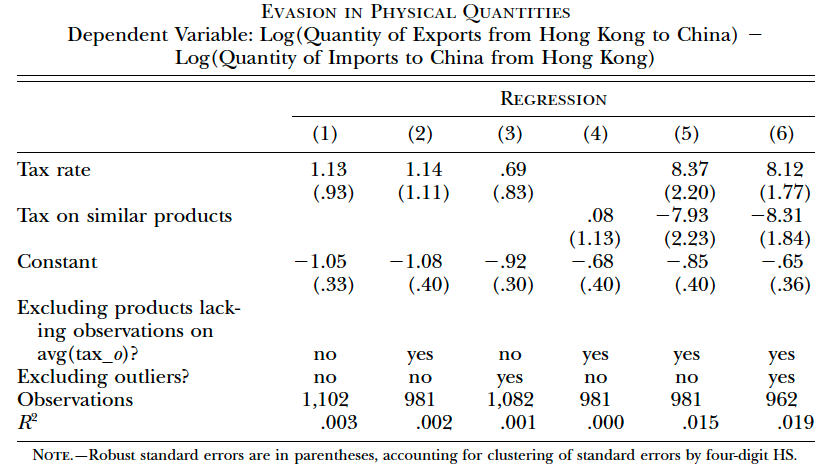 EVASION IN PHYSICAL QUANTITIES
Dependent Variable: Log(Quantity of Exports from Hong Kong to China) −
Log(Quantity of Imports to China from Hong Kong)
REGRESSION
(1) (2) (3) (4) (5) (6)
Tax rate 1.13 1.14 .69 8.37 8.12
(.93) (1.11) (.83) (2.20) (1.77)
Tax on similar products .08 −7.93 −8.31
(1.13) (2.23) (1.84)
Constant −1.05 −1.08 −.92 −.68 −.85 −.65
(.33) (.40) (.30) (.40) (.40) (.36)
Excluding products lack-
ing observations on
avg(tax_o)? no yes no yes yes yes
Excluding outliers? no no yes no no yes
Observations 1,102 981 1,082 981 981 962
R² .003 .002 .001 .000 .015 .019
NOTE.—Robust standard errors are in parentheses, accounting for clustering of standard errors by four-digit HS.